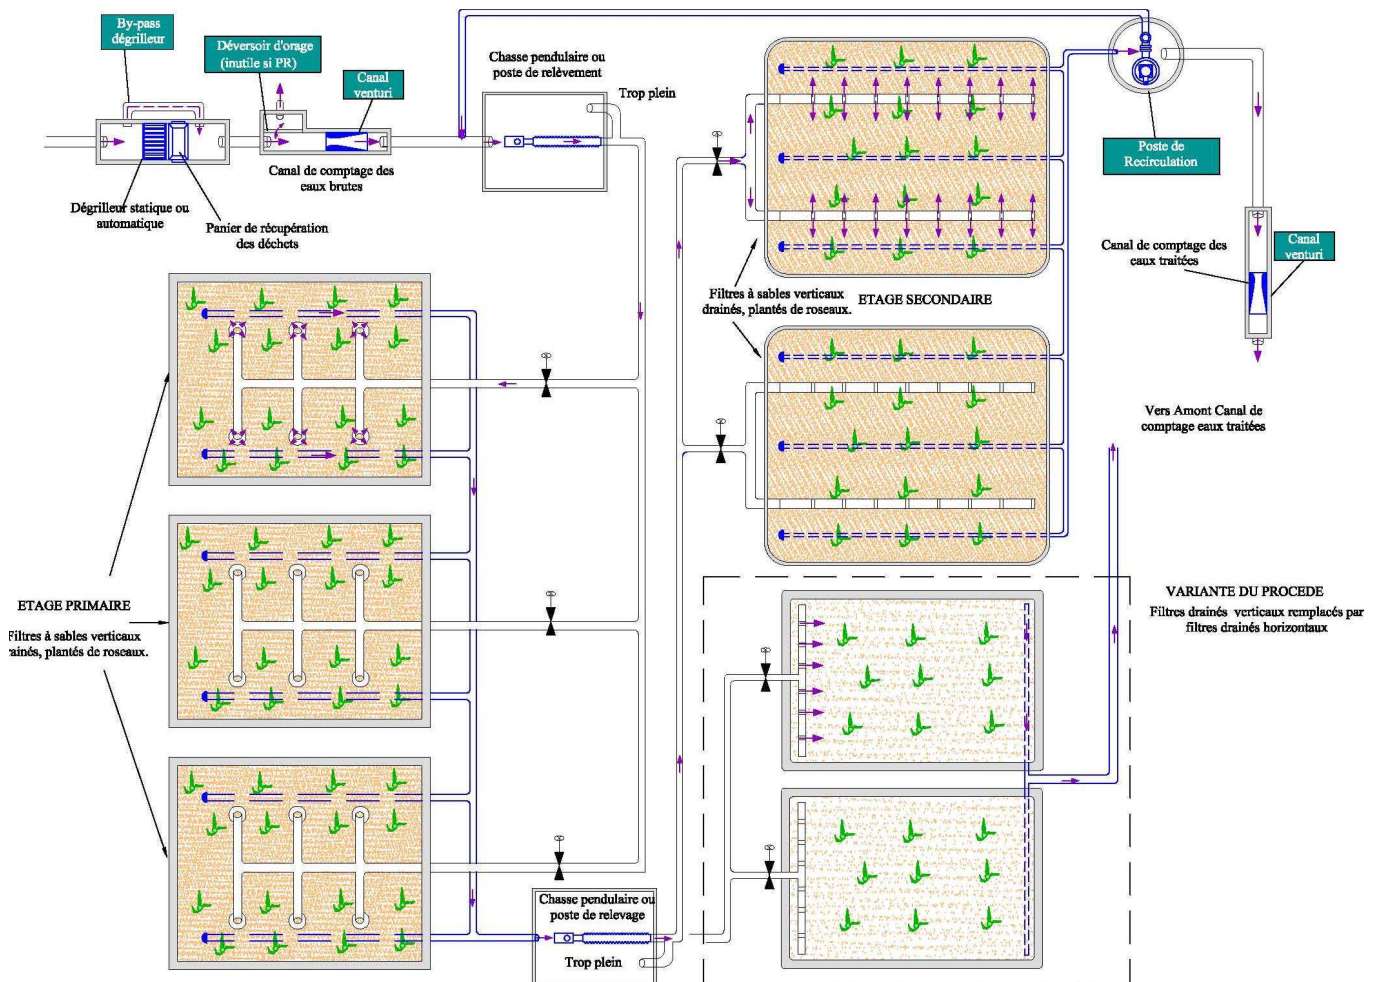 By-pass
dégrilleur
Déversoir d'orage
(inutile si PR)
Canal
venturi
Chasse pendulaire ou
poste de relèvement
Trop plein
Canal de comptage des
eaux brutes
Dégrilleur statique ou
automatique
Panier de récupération
des déchets
Poste de
Recirculation
Canal de comptage des
eaux traitées
Canal
venturi
Filtres à sables verticaux
drainés, plantés de roseaux.
ETAGE SECONDAIRE
Vers Amont Canal de
comptage eaux traitées
ETAGE PRIMAIRE
Filtres à sables verticaux
rainés, plantés de roseaux.
VARIANTE DU PROCEDE
Filtres drainés verticaux remplacés par
filtres drainés horizontaux
Chasse pendulaire ou
poste de relevage
Trop plein